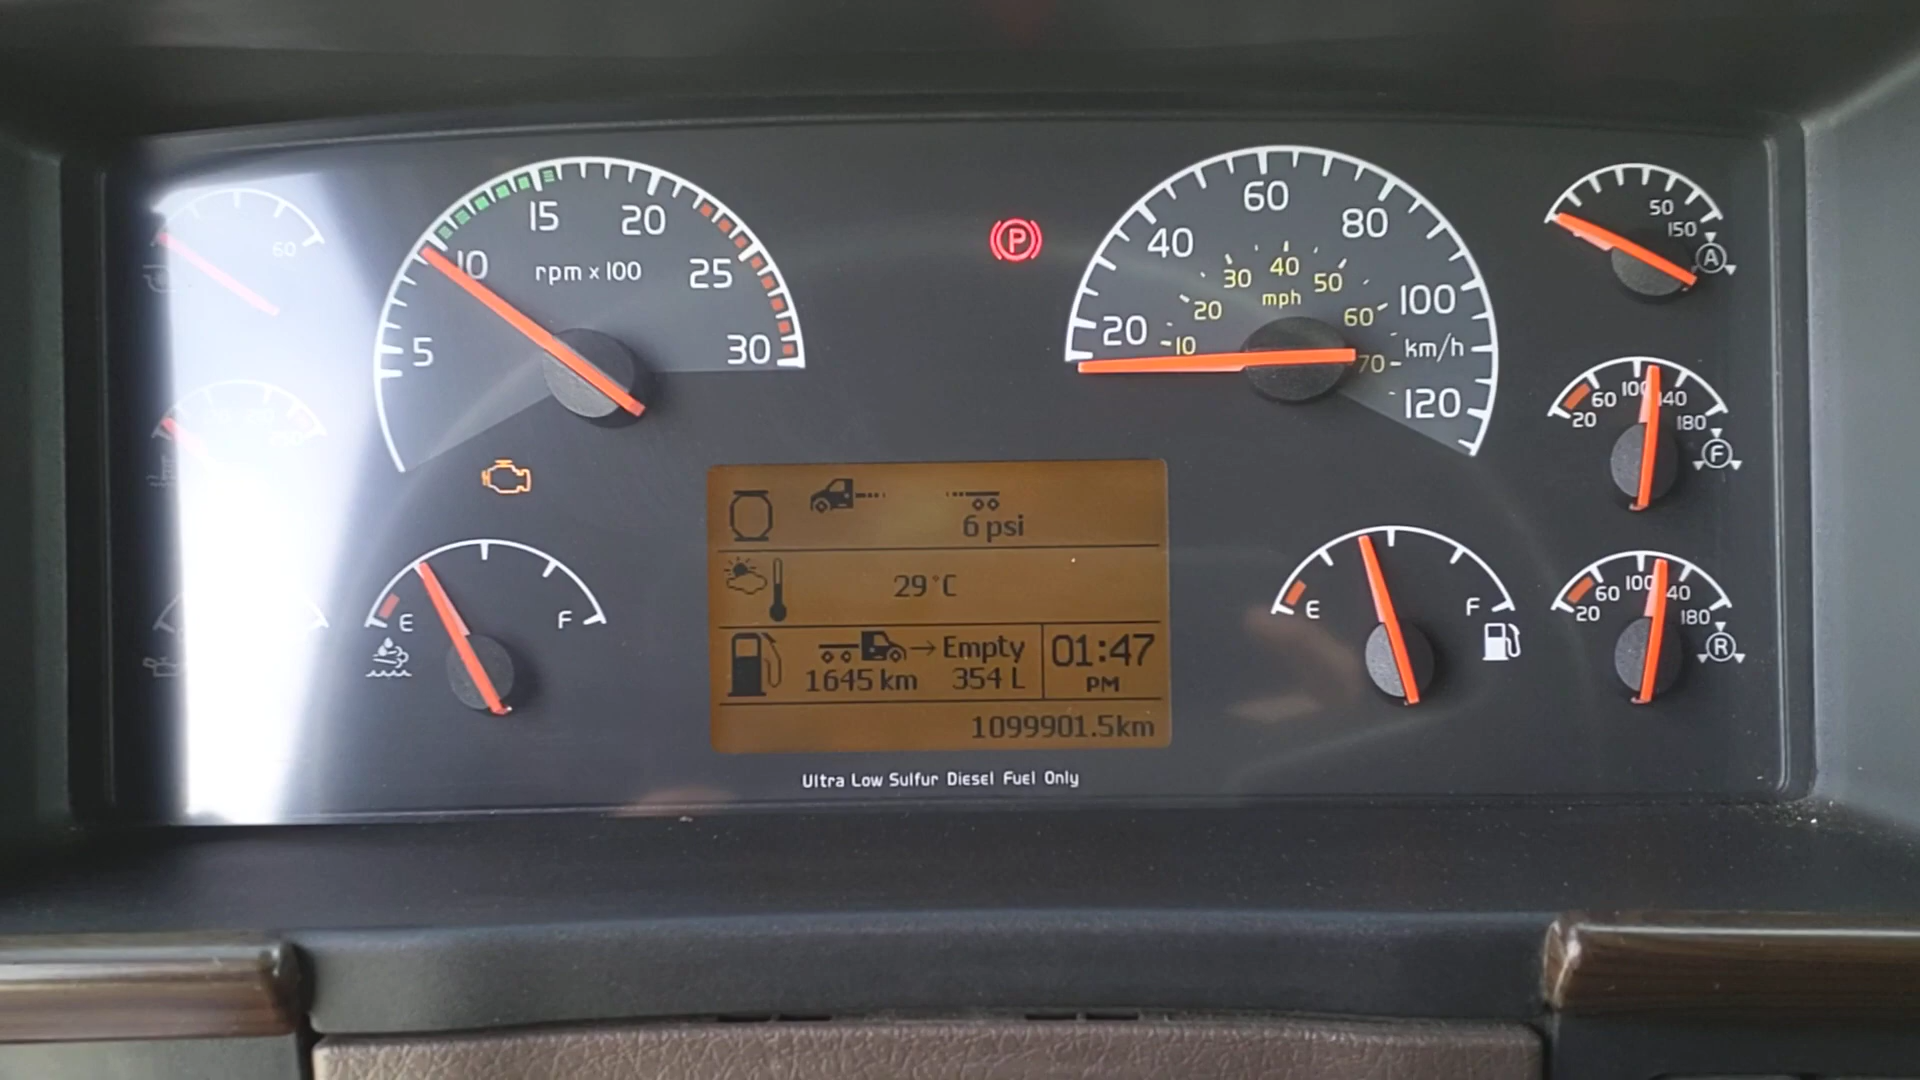 60
5
10
15
20
25
30
rpm x 100
P
20
40
60
80
100
120
km/h
10
20
30
40
50
60
70
mph
50
150
A
20
60
100
140
180
F
E
F
6 psi
29°C
Empty
1645 km
354 L
01:47
PM
1099901.5km
E
F
20
60
100
40
180
R
Ultra Low Sulfur Diesel Fuel Only